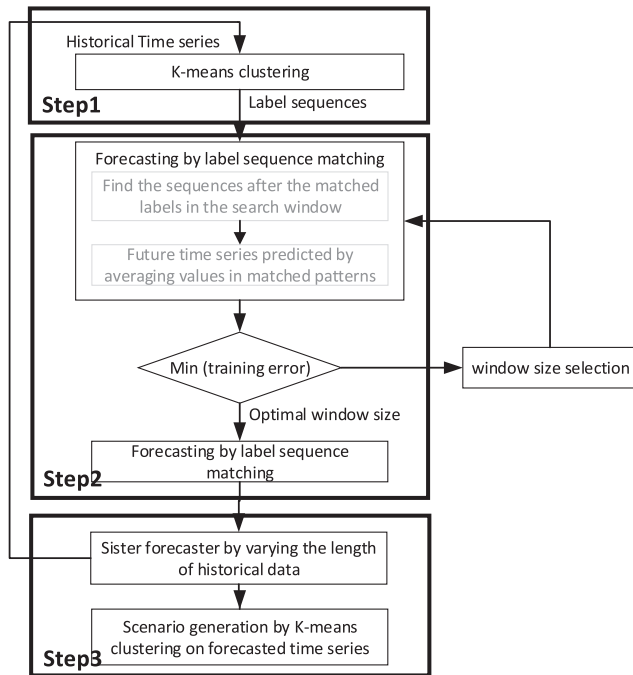 Historical Time series
K-means clustering
Step1
Label sequences
Forecasting by label sequence matching
Find the sequences after the matched
labels in the search window
Future time series predicted by
averaging values in matched patterns
Min (training error)
window size selection
Optimal window size
Forecasting by label sequence
matching
Step2
Sister forecaster by varying the length
of historical data
Scenario generation by K-means
clustering on forecasted time series
Step3